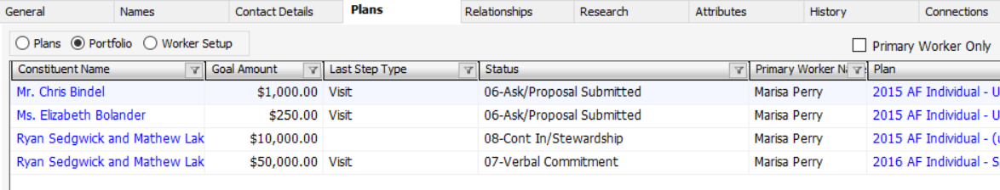 General Names Contact Details Plans Relationships Research Attributes History Connections
Plans Portfolio Worker Setup Primary Worker Only
Constituent Name Goal Amount Last Step Type Status Primary Worker Na Plan
Mr. Chris Bindel $1,000.00 Visit 06-Ask/Proposal Submitted Marisa Perry 2015 AF Individual - U
Ms. Elizabeth Bolander $250.00 Visit 06-Ask/Proposal Submitted Marisa Perry 2015 AF Individual - U
Ryan Sedgwick and Mathew Lak $10,000.00 08-Cont In/Stewardship Marisa Perry 2015 AF Individual - (u
Ryan Sedgwick and Mathew Lak $50,000.00 Visit 07-Verbal Commitment Marisa Perry 2016 AF Individual - S